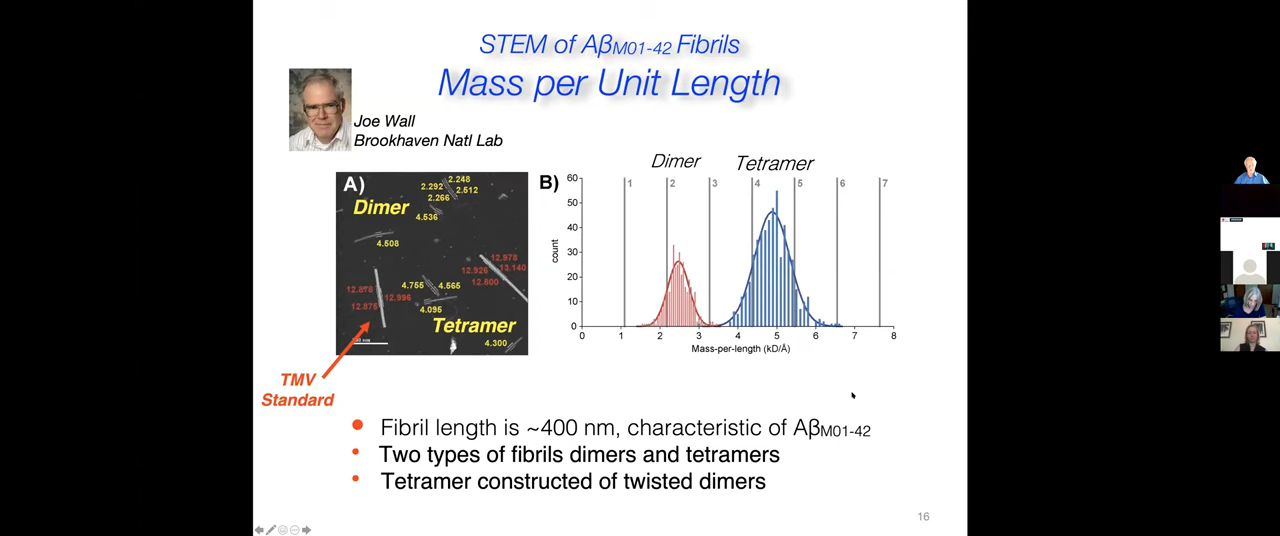 STEM of AβM01-42 Fibrils
Mass per Unit Length
Joe Wall
Brookhaven Natl Lab
A)
Dimer
2.248
2.292
2.512
2.266
4.536
4.508
12.978
12.926
13.140
12.800
4.755
4.565
12.996
4.095
Tetramer
4.300
TMV
Standard
B)
Dimer
Tetramer
1 2 3 4 5 6 7
60
50
40
30
20
10
0
count
0 1 2 3 4 5 6 7 8
Mass-per-length (kD/Å)
• Fibril length is ~400 nm, characteristic of AβM01-42
• Two types of fibrils dimers and tetramers
• Tetramer constructed of twisted dimers
16